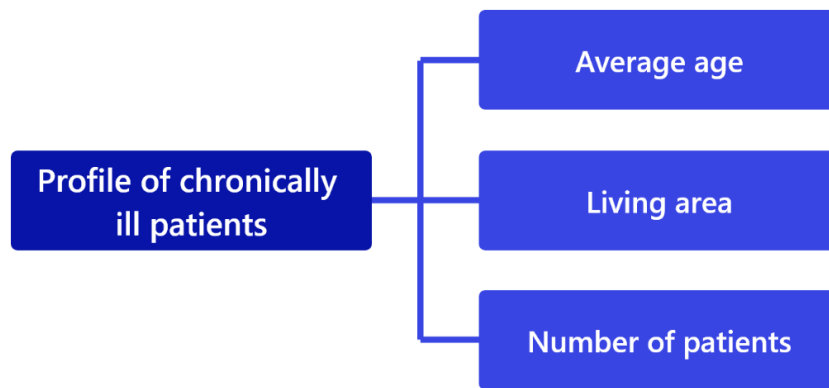 Profile of chronically
ill patients
Average age
Living area
Number of patients